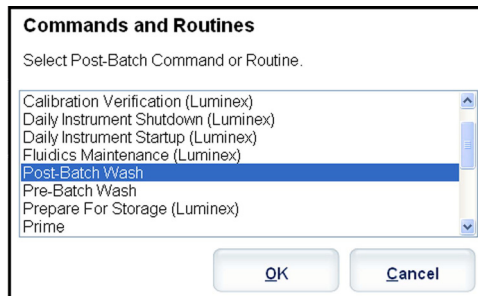 Commands and Routines
Select Post-Batch Command or Routine.
Calibration Verification (Luminex)
Daily Instrument Shutdown (Luminex)
Daily Instrument Startup (Luminex)
Fluidics Maintenance (Luminex)
Post-Batch Wash
Pre-Batch Wash
Prepare For Storage (Luminex)
Prime
OK Cancel